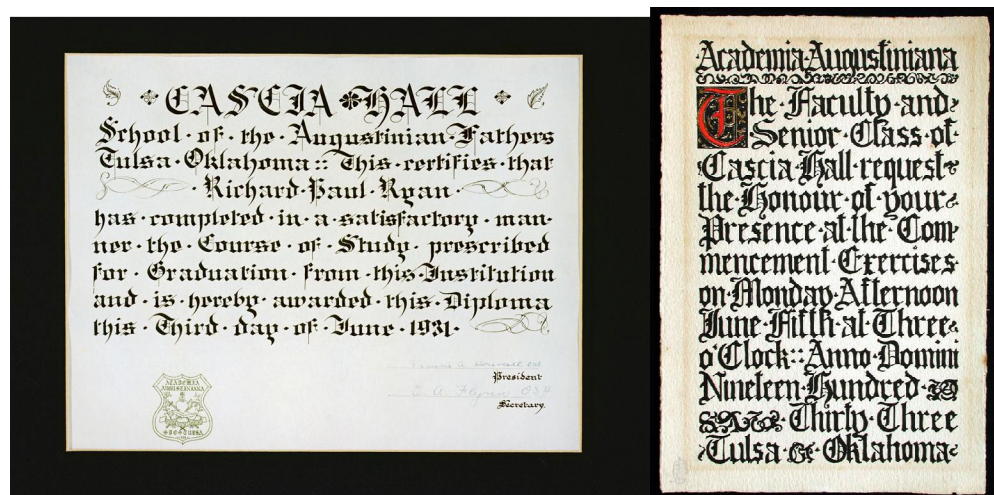 CASCIA HALL
School · of · the · Augustinian · Fathers
Tulsa · Oklahoma :: This · certifies · that
· Richard · Paul · Ryan ·
has · completed · in · a · satisfactory · man-
ner · the · Course · of · Study · prescribed
for · Graduation · from · this · Institution
and · is · hereby · awarded · this · Diploma
this · Third · day · of · June · 1931 ·
President
Secretary.
ACADEMIA
AUGUSTINIANA
Academia · Augustiniana
The · Faculty · and
Senior · Class · of
Cascia · Hall · request
the · Honour · of · your
Presence · at · the · Com-
mencement · Exercises ·
on · Monday · Afternoon
June · Fifth · at · Three
o'Clock :: Anno · Domini
Nineteen · Hundred ·
· Thirty · Three
· Tulsa · Oklahoma ·